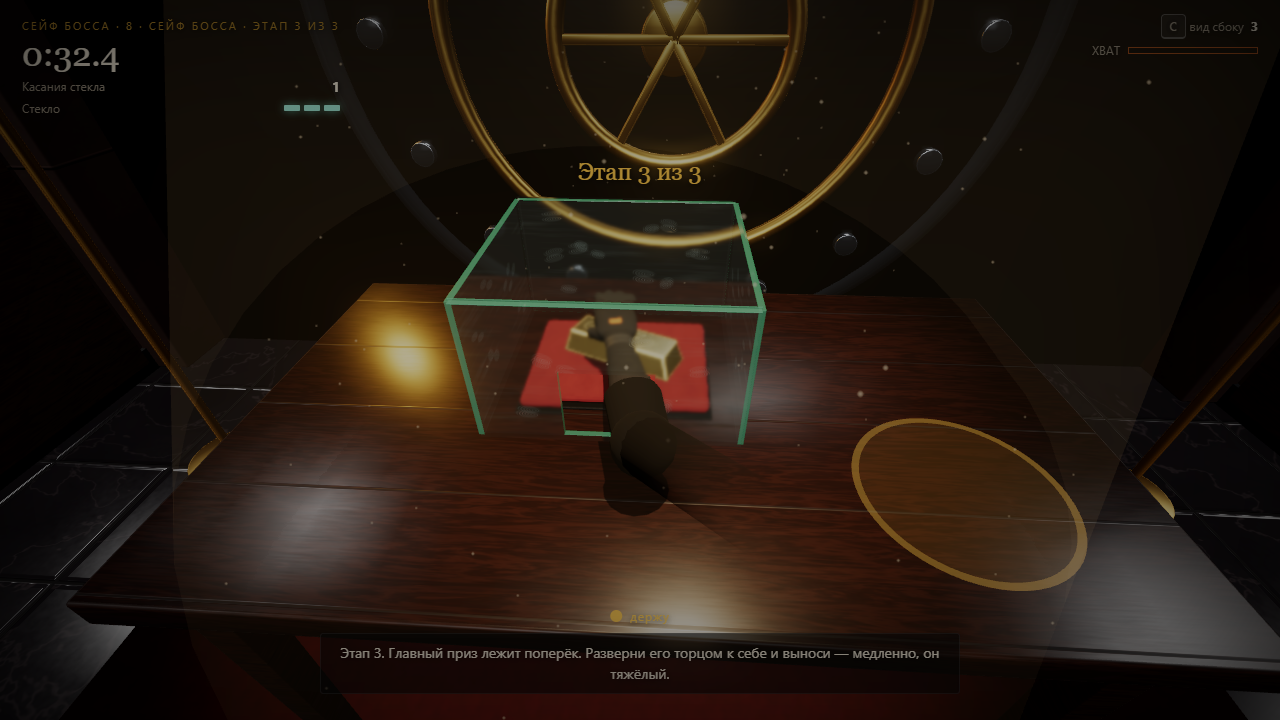 СЕЙФ БОССА · 8 · СЕЙФ БОССА · ЭТАП 3 ИЗ 3
0:32.4
Касания стекла 1
Стекло
C вид сбоку 3
ХВАТ
Этап 3 из 3
держи
Этап 3. Главный приз лежит поперёк. Разверни его торцом к себе и выноси — медленно, он
тяжёлый.